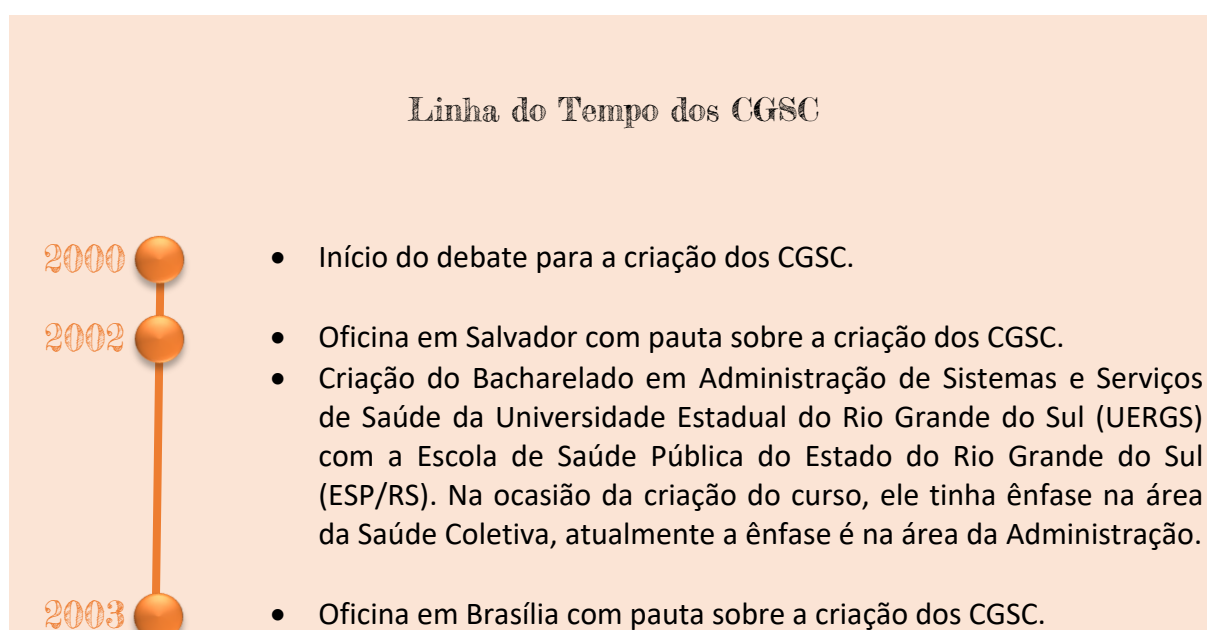 Linha do Tempo dos CGSC
2000
• Início do debate para a criação dos CGSC.
2002
• Oficina em Salvador com pauta sobre a criação dos CGSC.
• Criação do Bacharelado em Administração de Sistemas e Serviços
de Saúde da Universidade Estadual do Rio Grande do Sul (UERGS)
com a Escola de Saúde Pública do Estado do Rio Grande do Sul
(ESP/RS). Na ocasião da criação do curso, ele tinha ênfase na área
da Saúde Coletiva, atualmente a ênfase é na área da Administração.
2003
• Oficina em Brasília com pauta sobre a criação dos CGSC.